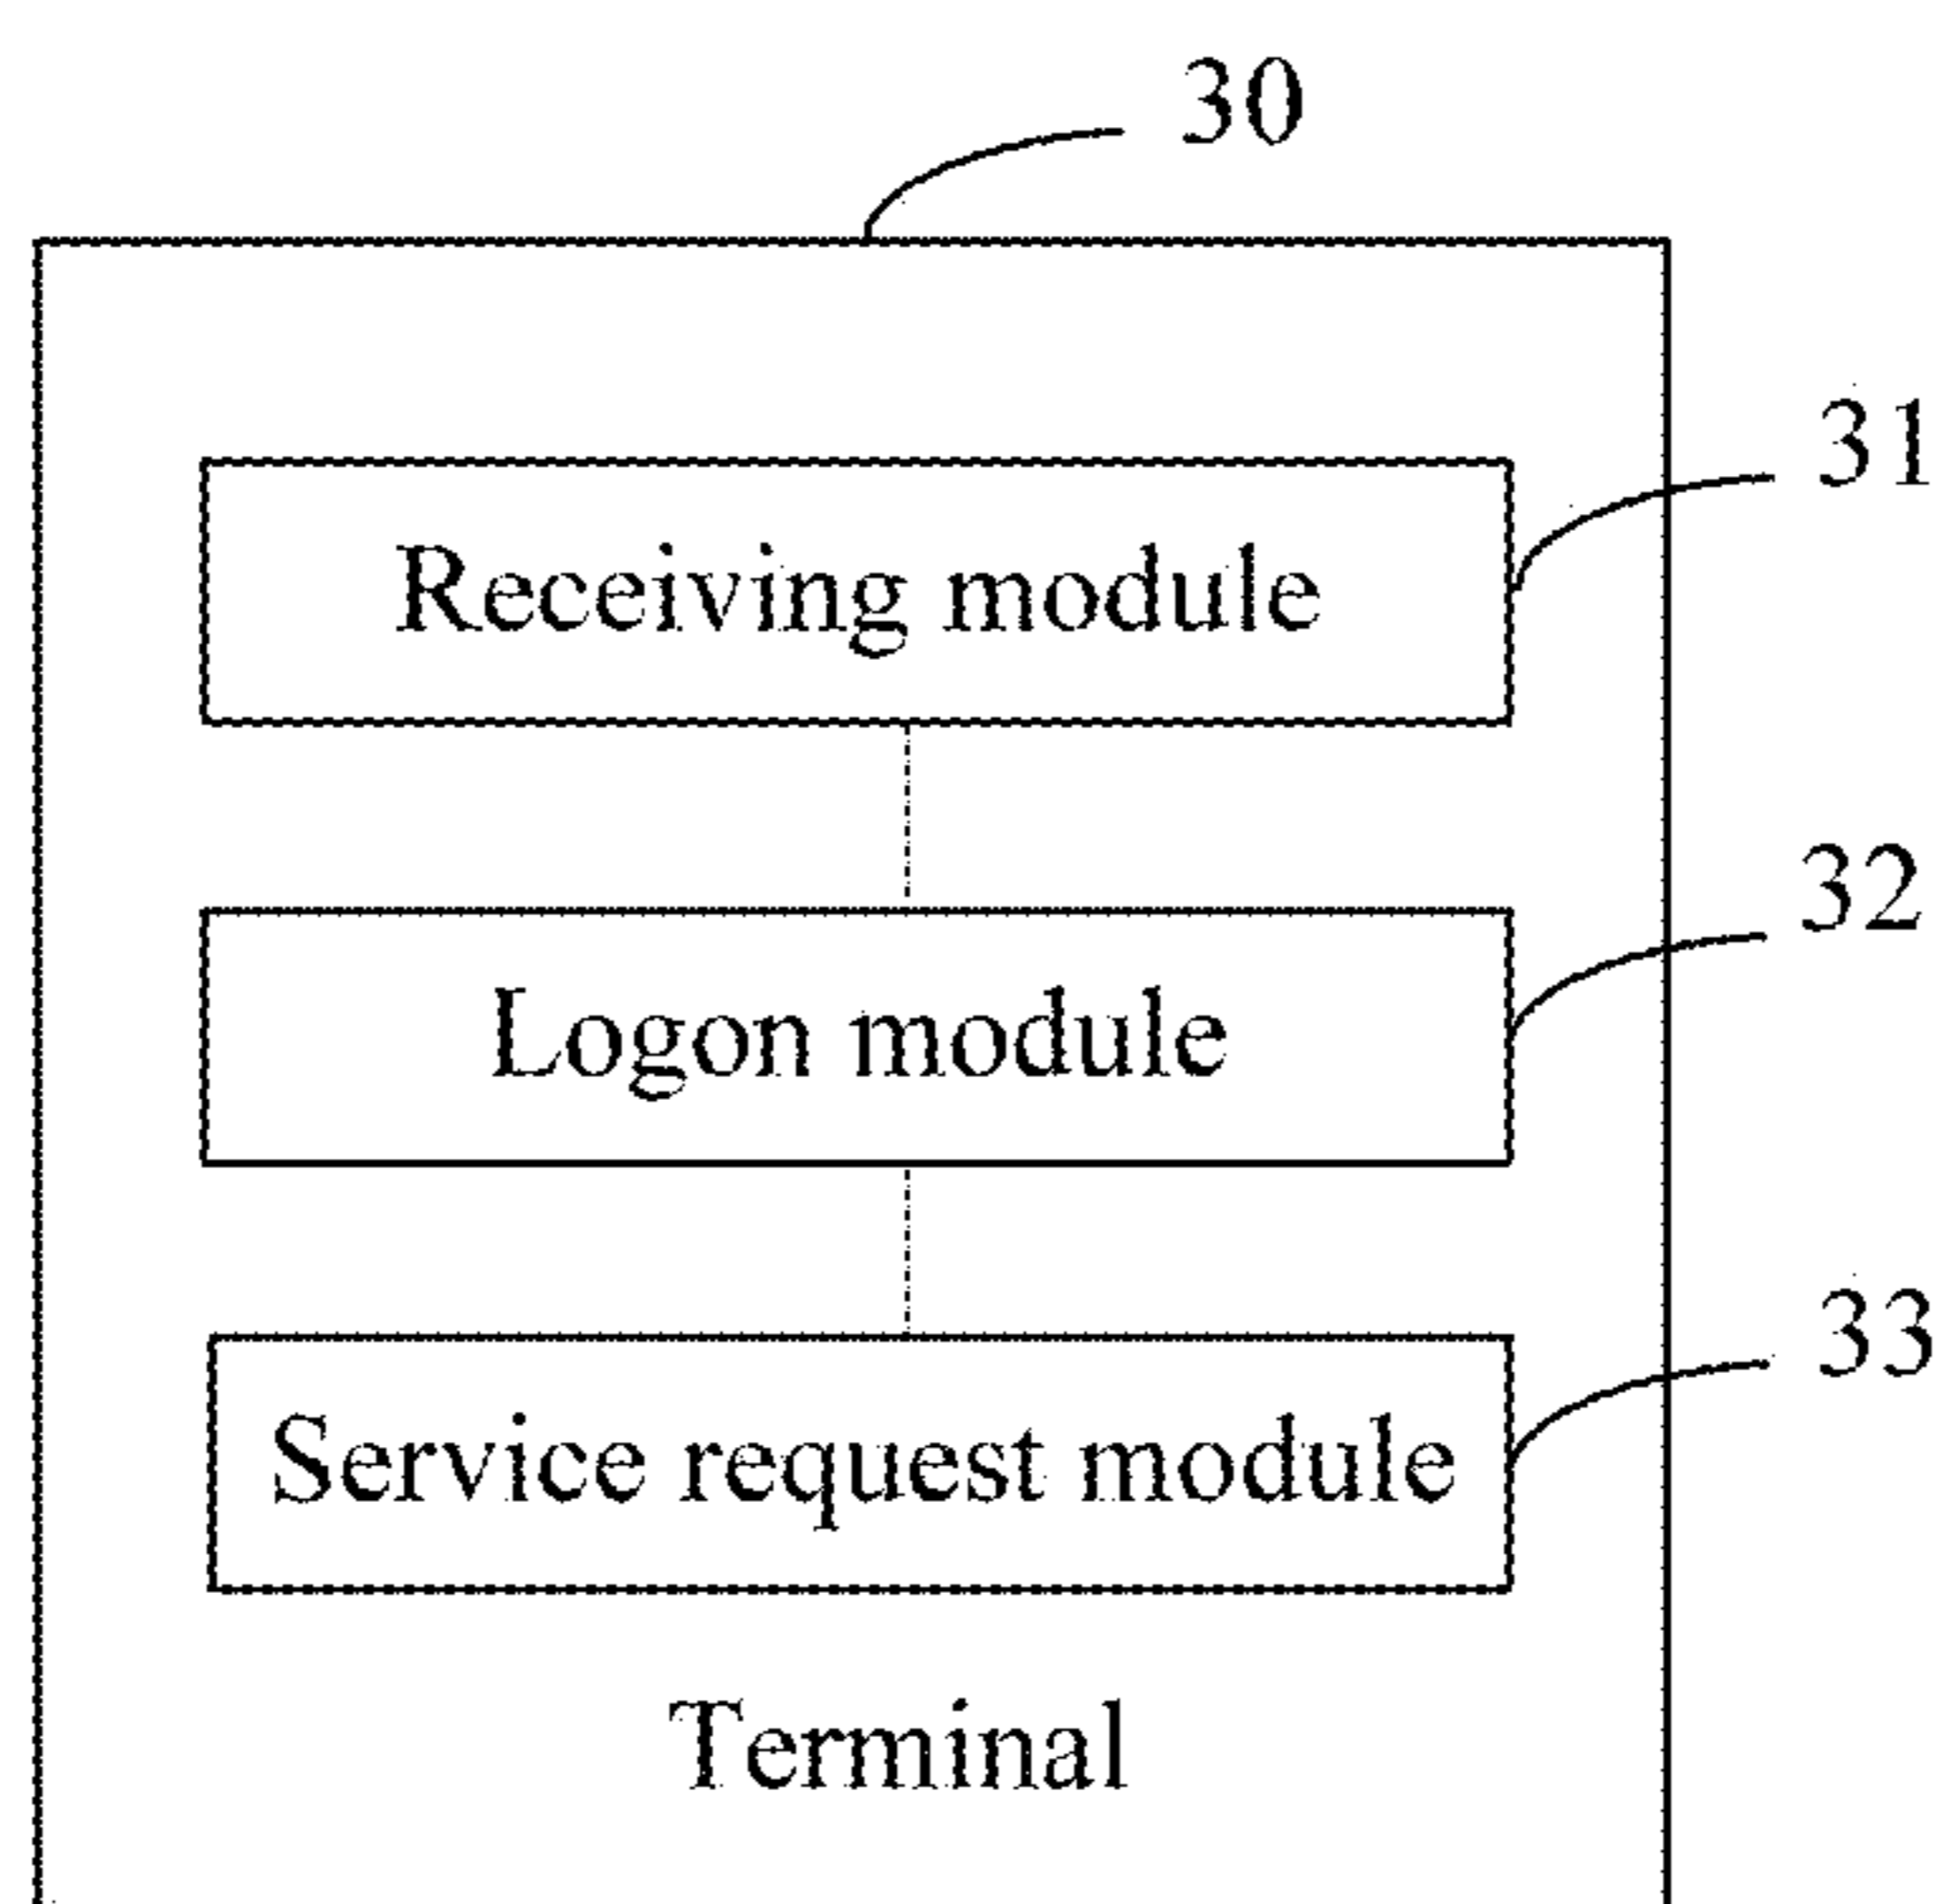 30
31
Receiving module
32
Logon module
33
Service request module
Terminal